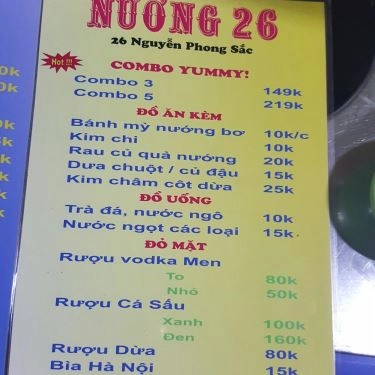 NƯỚNG 26
26 Nguyễn Phong Sắc
Hot !!!
COMBO YUMMY!
Combo 3 149k
Combo 5 219k
ĐỒ ĂN KÈM
Bánh mỳ nướng bơ 10k/c
Kim chi 10k
Rau củ quả nướng 20k
Dưa chuột / củ đậu 15k
Kim châm cốt dừa 25k
ĐỒ UỐNG
Trà đá, nước ngô 10k
Nước ngọt các loại 15k
ĐỎ MẶT
Rượu vodka Men
To 80k
Nhỏ 50k
Rượu Cá Sấu
Xanh 100k
Đen 160k
Rượu Dừa 80k
Bia Hà Nội 15k